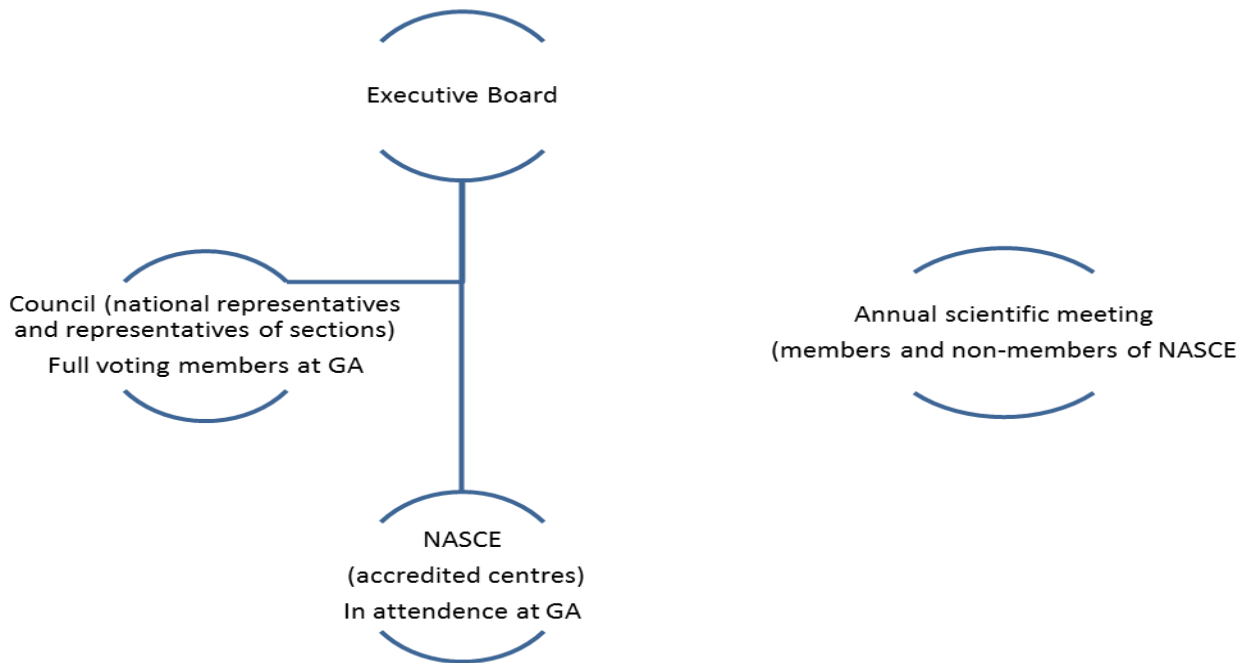 Executive Board
Council (national representatives
and representatives of sections)
Full voting members at GA
Annual scientific meeting
(members and non-members of NASCE
NASCE
(accredited centres)
In attendence at GA